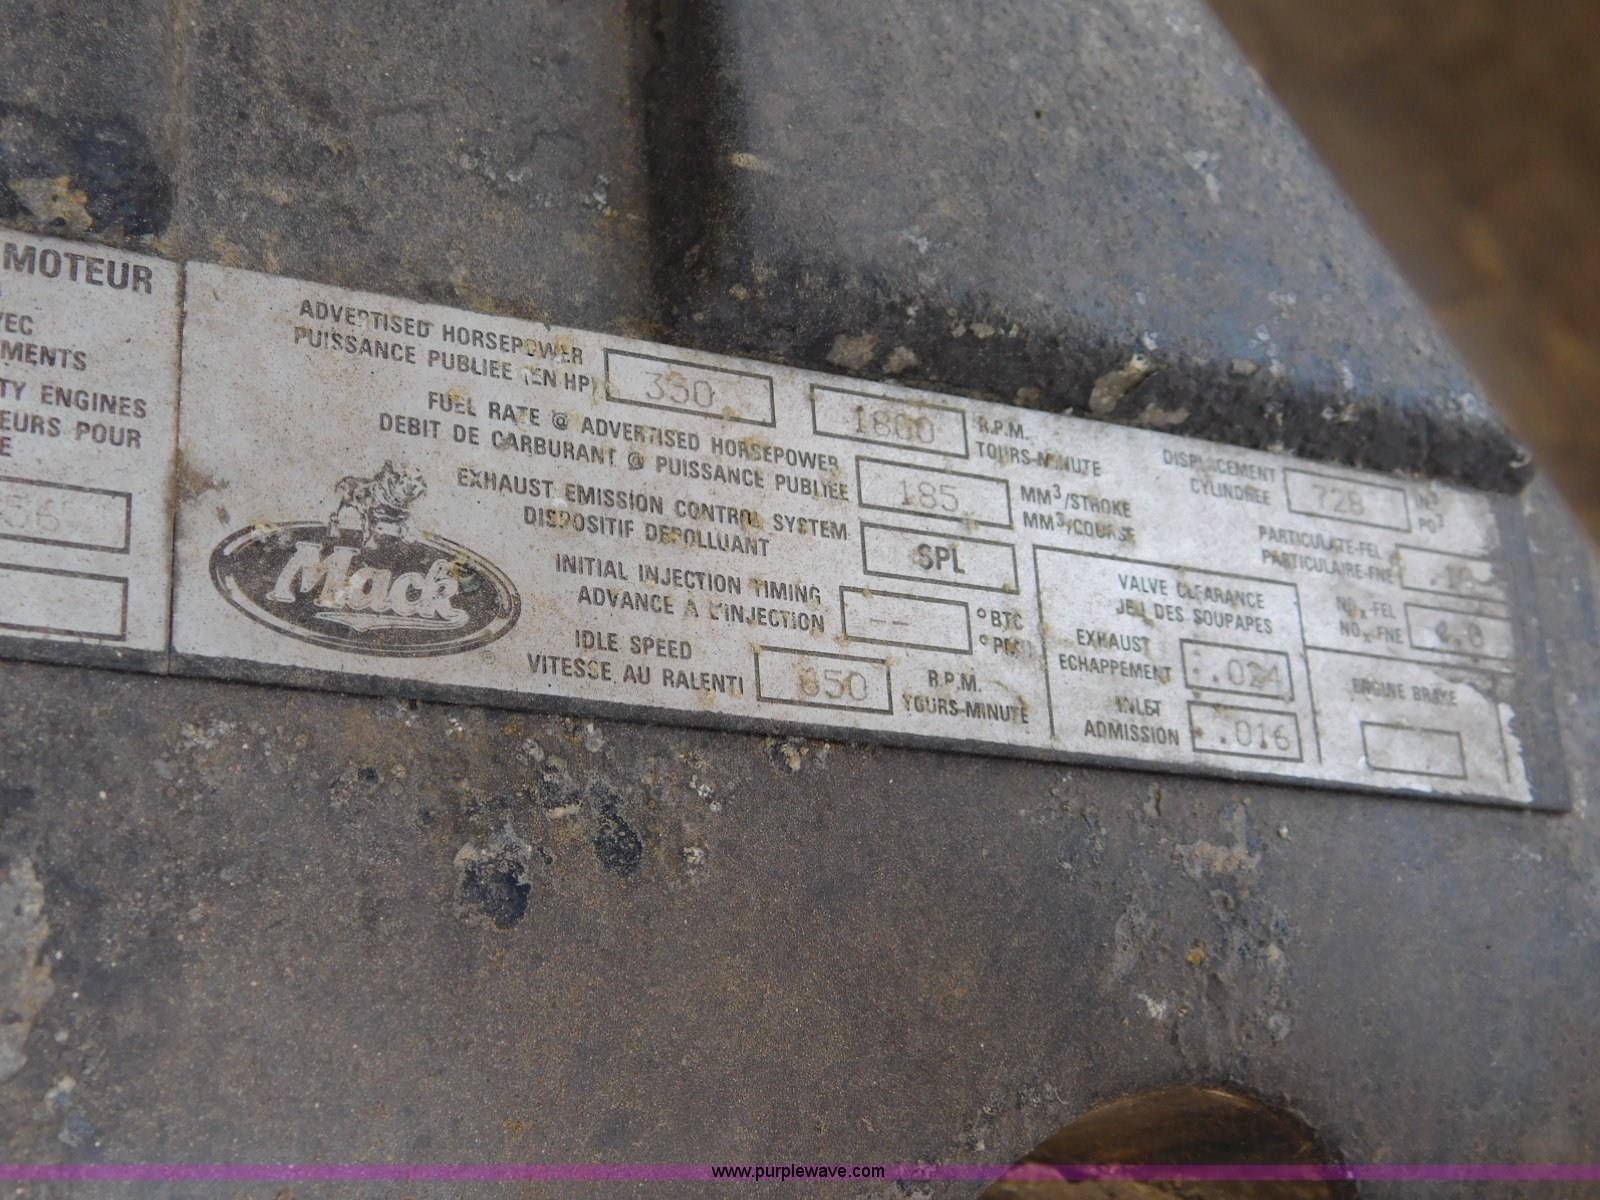 MOTEUR
VEC
MENTS
TY ENGINES
EURS POUR
E
56
ADVERTISED HORSEPOWER
PUISSANCE PUBLIEE (EN HP)
350
1800
R.P.M.
TOURS-MINUTE
FUEL RATE @ ADVERTISED HORSEPOWER
DEBIT DE CARBURANT @ PUISSANCE PUBLIEE
185
MM³/STROKE
MM³/COURSE
DISPLACEMENT
CYLINDREE
728
IN³
PO³
EXHAUST EMISSION CONTROL SYSTEM
DISPOSITIF DEPOLLUANT
SPL
PARTICULATE-FEL
PARTICULAIRE-FNE
NOx-FEL
NOx-FNE
INITIAL INJECTION TIMING
ADVANCE A L'INJECTION
--
°BTC
IDLE SPEED
VITESSE AU RALENTI
650
R.P.M.
TOURS-MINUTE
VALVE CLEARANCE
JEU DES SOUPAPES
EXHAUST
ECHAPPEMENT
.024
INLET
ADMISSION
.016
ENGINE BRAKE
Mack
®
www.purplewave.com